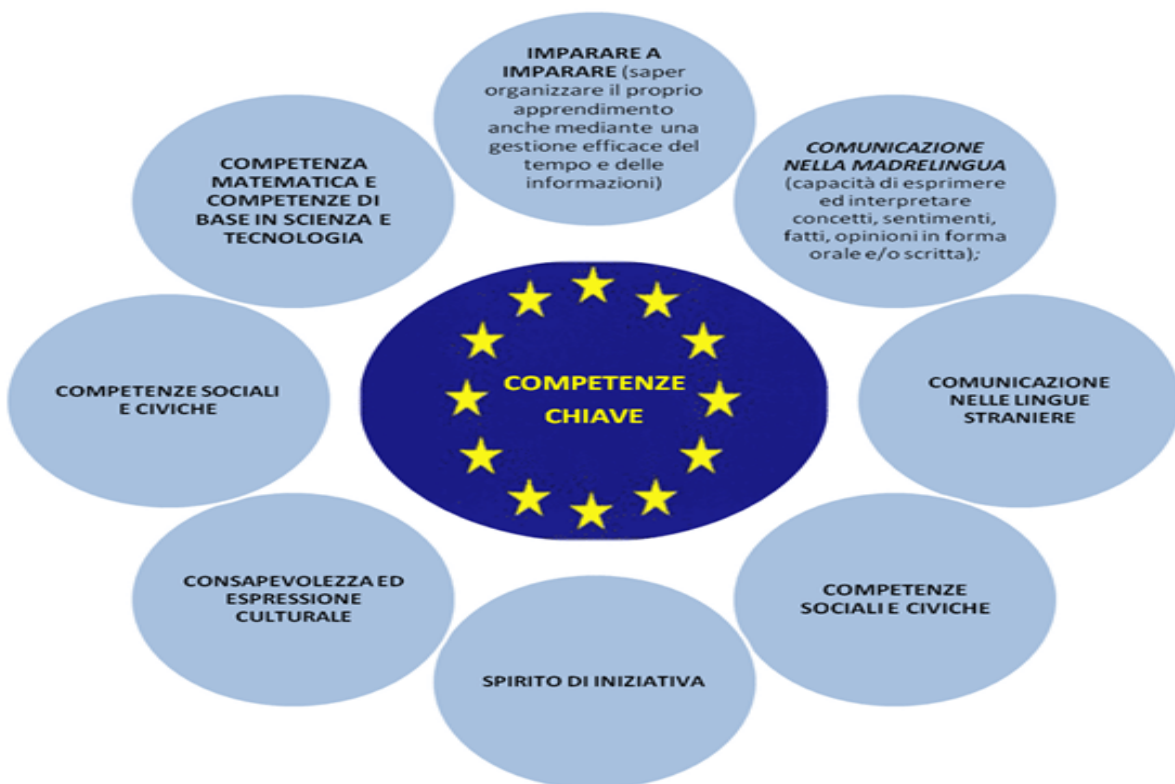 IMPARARE A
IMPARARE (saper
organizzare il proprio
apprendimento
anche mediante una
gestione efficace del
tempo e delle
informazioni)
COMUNICAZIONE
NELLA MADRELINGUA
(capacità di esprimere
ed interpretare
concetti, sentimenti,
fatti, opinioni in forma
orale e/o scritta);
COMUNICAZIONE
NELLE LINGUE
STRANIERE
COMPETENZE
SOCIALI E CIVICHE
SPIRITO DI INIZIATIVA
CONSAPEVOLEZZA ED
ESPRESSIONE
CULTURALE
COMPETENZE SOCIALI
E CIVICHE
COMPETENZA
MATEMATICA E
COMPETENZE DI
BASE IN SCIENZA E
TECNOLOGIA
COMPETENZE
CHIAVE